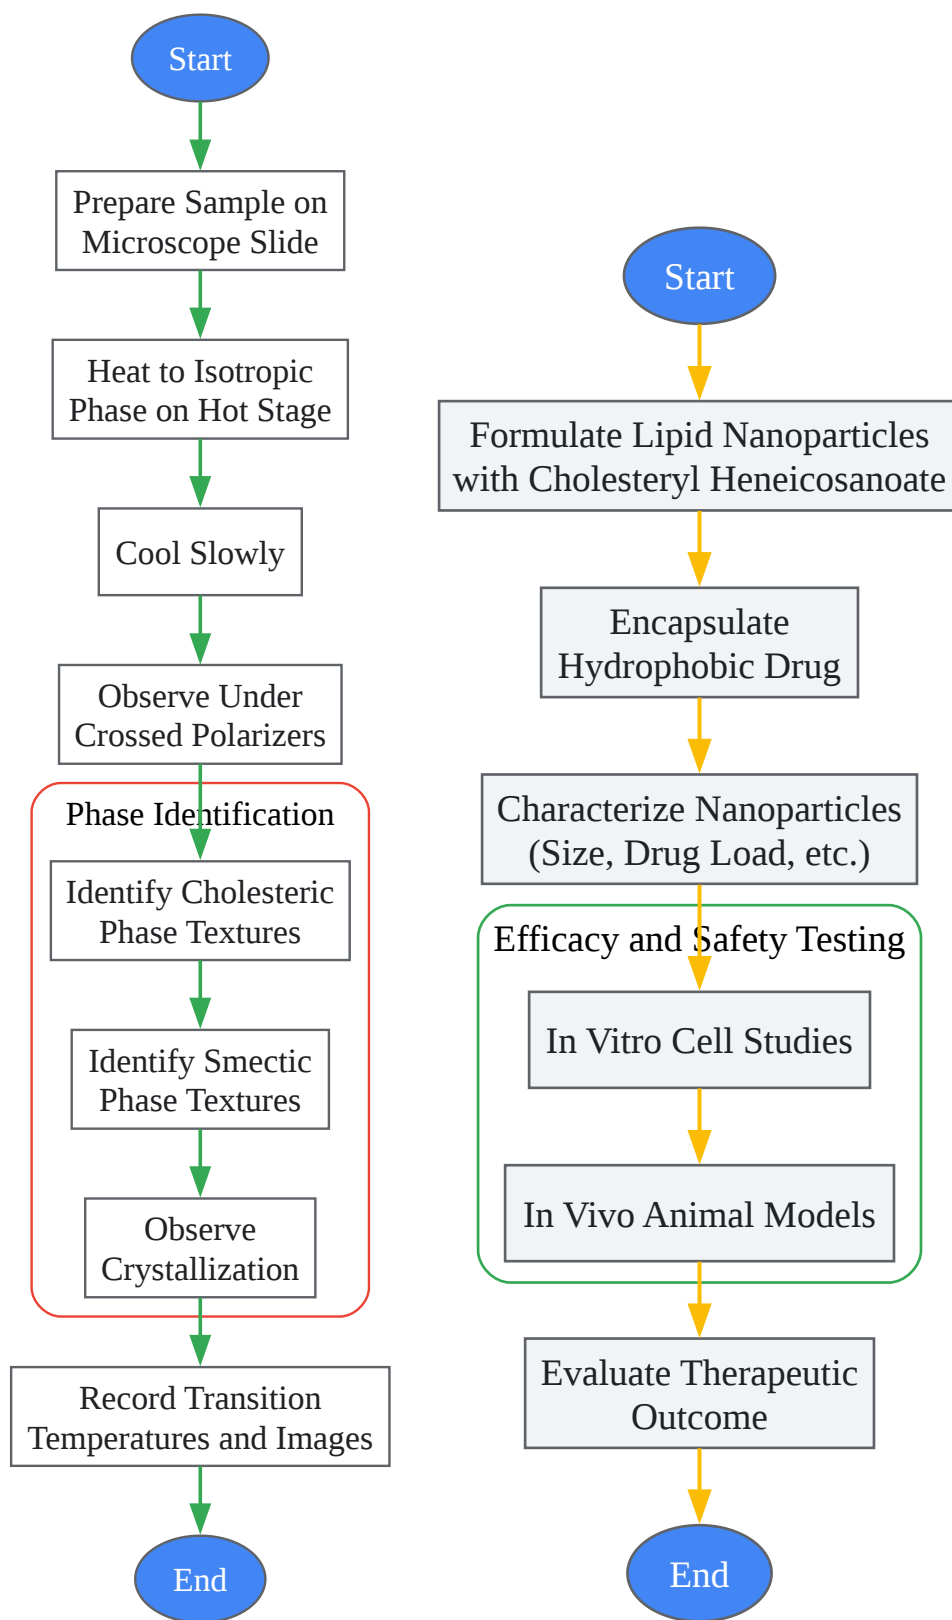 Start
Prepare Sample on
Microscope Slide
Heat to Isotropic
Phase on Hot Stage
Cool Slowly
Observe Under
Crossed Polarizers
Phase Identification
Identify Cholesteric
Phase Textures
Identify Smectic
Phase Textures
Observe
Crystallization
Record Transition
Temperatures and Images
End
Start
Formulate Lipid Nanoparticles
with Cholesteryl Heneicosanoate
Encapsulate
Hydrophobic Drug
Characterize Nanoparticles
(Size, Drug Load, etc.)
Efficacy and Safety Testing
In Vitro Cell Studies
In Vivo Animal Models
Evaluate Therapeutic
Outcome
End